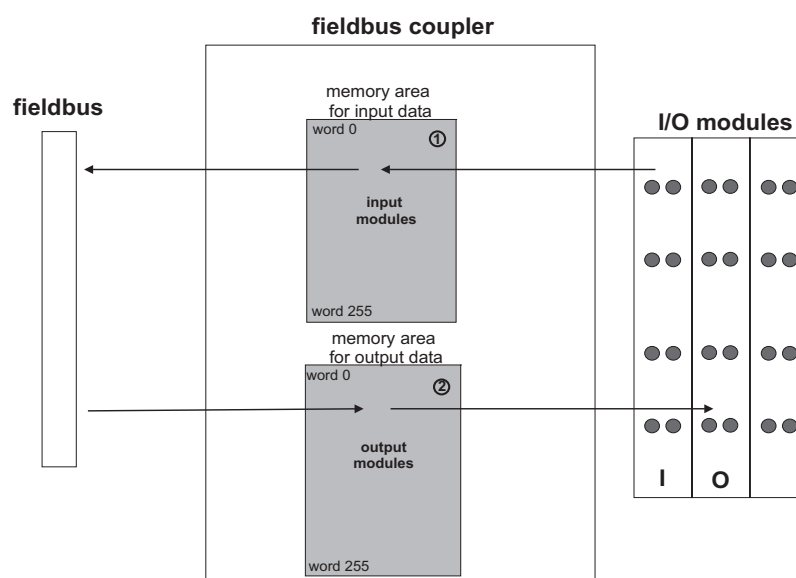 fieldbus coupler
fieldbus
memory area
for input data
word 0
①
input
modules
word 255
I/O modules
memory area
for output data
word 0
②
output
modules
word 255
I
O